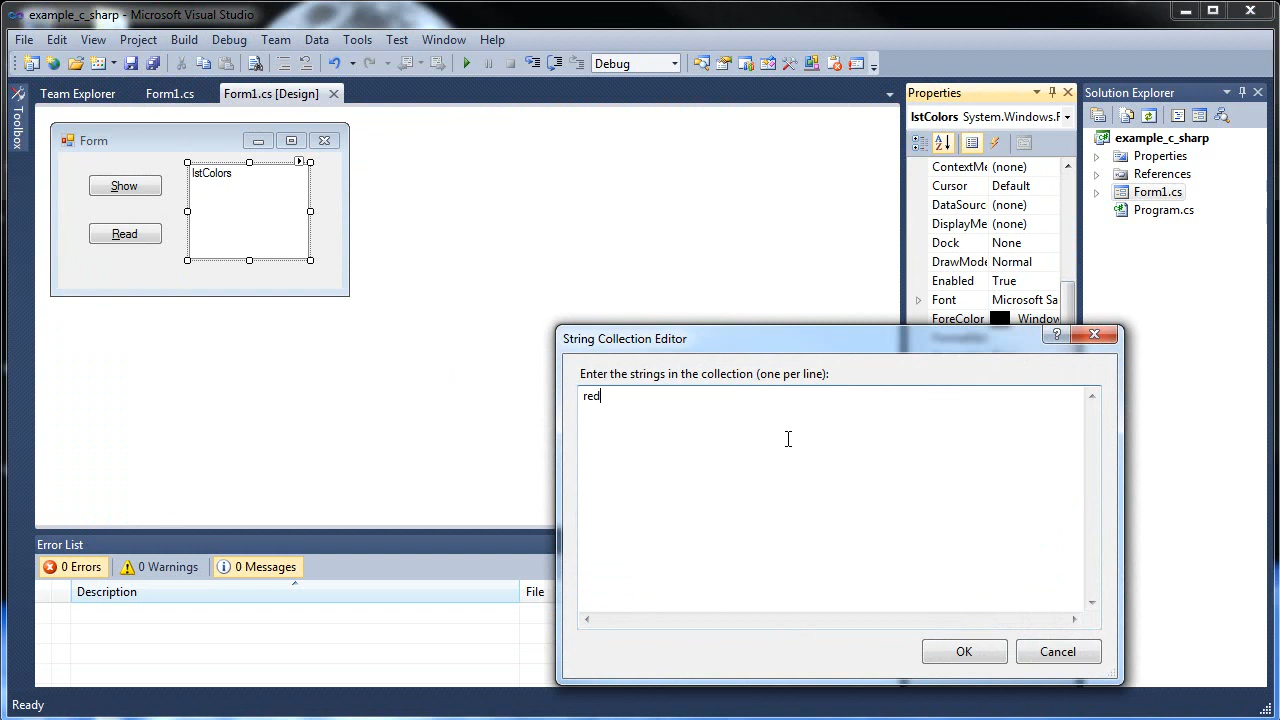 example_c_sharp - Microsoft Visual Studio
File Edit View Project Build Debug Team Data Tools Test Window Help
Debug
Toolbox
Team Explorer Form1.cs Form1.cs [Design]
Form
Show
Read
lstColors
Properties
lstColors System.Windows.F
ContextMe (none)
Cursor Default
DataSourc (none)
DisplayMe (none)
Dock None
DrawMode Normal
Enabled True
Font Microsoft Sa
ForeColor Window
Solution Explorer
example_c_sharp
Properties
References
Form1.cs
Program.cs
String Collection Editor
Enter the strings in the collection (one per line):
red
OK Cancel
Error List
0 Errors 0 Warnings 0 Messages
Description File
Ready